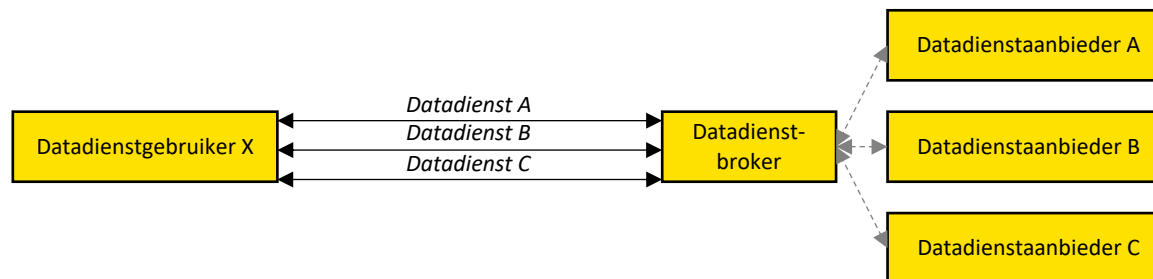 Datadienstaanbieder A
Datadienst A
Datadienstgebruiker X
Datadienst B
Datadienst-
broker
Datadienstaanbieder B
Datadienst C
Datadienstaanbieder C